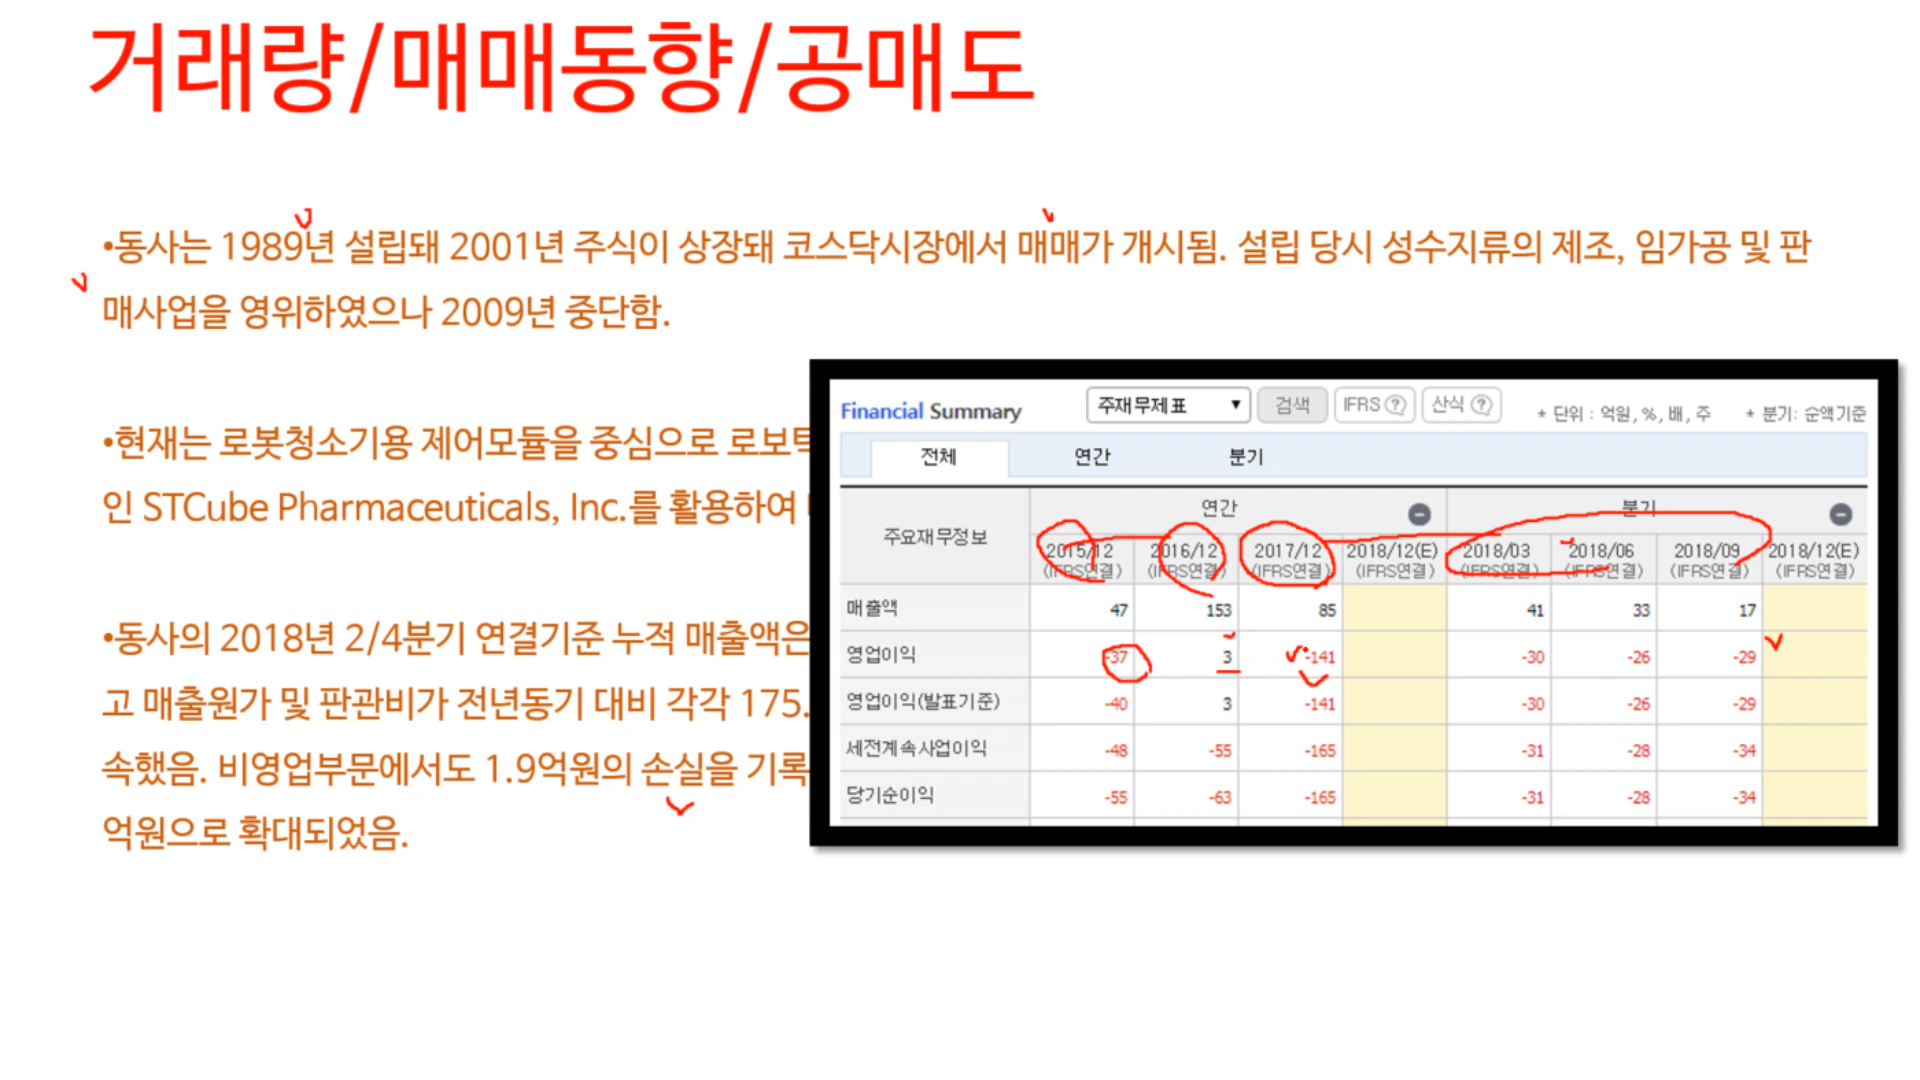 거래량/매매동향/공매도
•동사는 1989년 설립돼 2001년 주식이 상장돼 코스닥시장에서 매매가 개시됨. 설립 당시 성수지류의 제조, 임가공 및 판
매사업을 영위하였으나 2009년 중단함.
•현재는 로봇청소기용 제어모듈을 중심으로
인 STCube Pharmaceuticals, Inc.를 활용하여
•동사의 2018년 2/4분기 연결기준 누적 매출액은
고 매출원가 및 판관비가 전년동기 대비 각각 175.
속했음. 비영업부문에서도 1.9억원의 손실을 기록
억원으로 확대되었음.
Financial Summary 주재무제표 ▼ 검색 IFRS ? 산식 ? * 단위 : 억원, %, 배, 주 * 분기: 순액기준
전체 연간 분기
주요재무정보 연간 분기
2015/12 2016/12 2017/12 2018/12(E) 2018/03 2018/06 2018/09 2018/12(E)
(IFRS연결) (IFRS연결) (IFRS연결) (IFRS연결) (IFRS연결) (IFRS연결) (IFRS연결) (IFRS연결)
매출액 47 153 85 41 33 17
영업이익 -37 3 -141 -30 -26 -29
영업이익(발표기준) -40 3 -141 -30 -26 -29
세전계속사업이익 -48 -55 -165 -31 -28 -34
당기순이익 -55 -63 -165 -31 -28 -34